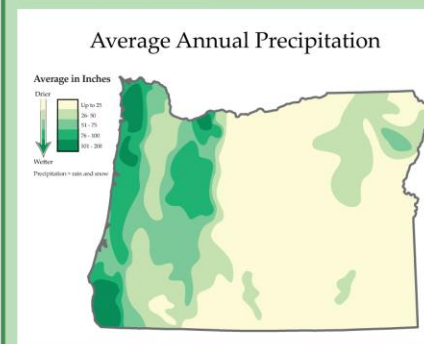 Average Annual Precipitation
Average in Inches
Drier
Up to 25
26- 50
51 - 75
76 - 100
101 - 200
Wetter
Precipitation = rain and snow